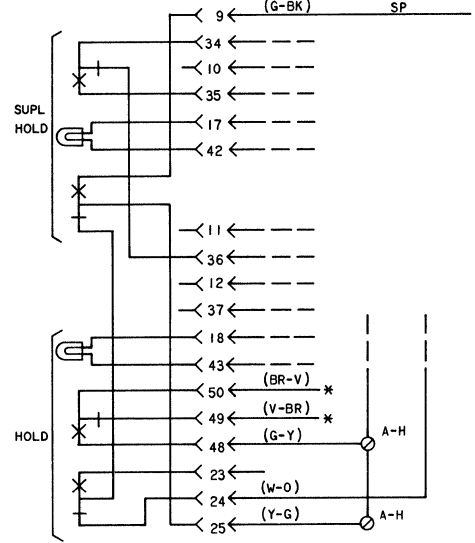 9 (G-BK) SP
34
10
35
SUPL
HOLD
17
42
11
36
12
37
18
43
50 (BR-V) *
49 (V-BR) *
HOLD
48 (G-Y) A-H
23
24 (W-O)
25 (Y-G) A-H